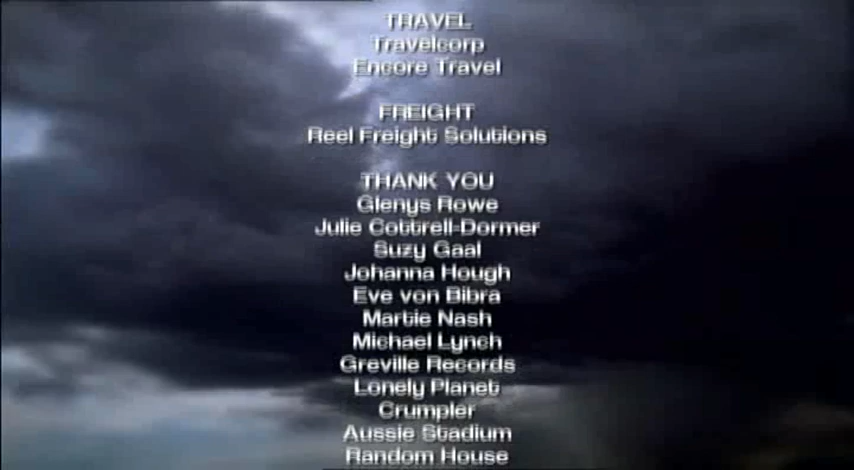 TRAVEL
Travelcorp
Encore Travel
FREIGHT
Reel Freight Solutions
THANK YOU
Glenys Rowe
Julie Cottrell-Dormer
Suzy Gaal
Johanna Hough
Eve von Bibra
Martie Nash
Michael Lynch
Greville Records
Lonely Planet
Crumpler
Aussie Stadium
Random House